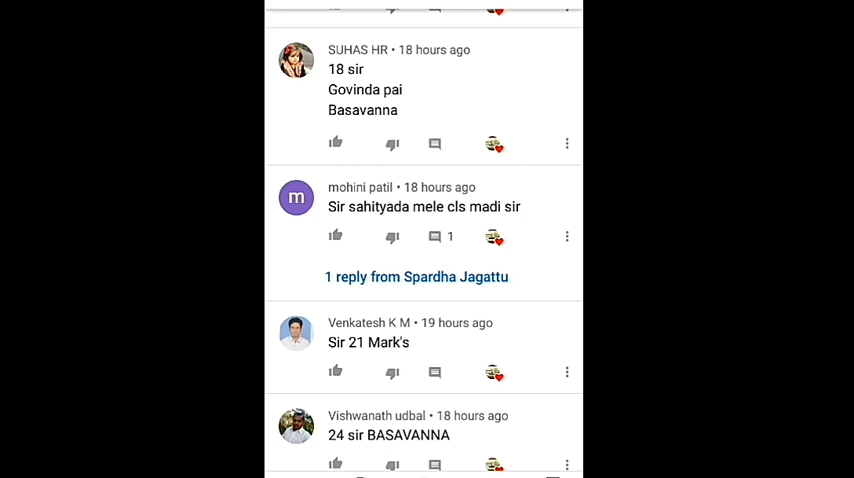 SUHAS HR • 18 hours ago
18 sir
Govinda pai
Basavanna
m
mohini patil • 18 hours ago
Sir sahityada mele cls madi sir
1
1 reply from Spardha Jagattu
Venkatesh K M • 19 hours ago
Sir 21 Mark's
Vishwanath udbal • 18 hours ago
24 sir BASAVANNA